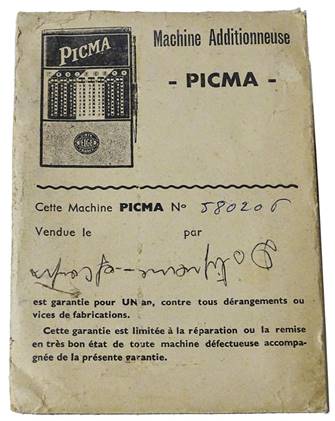 PICMA
Machine Additionneuse
- PICMA -
Cette Machine PICMA No 580206
Vendue le par
est garantie pour UN an, contre tous dérangements ou
vices de fabrications.
Cette garantie est limitée à la réparation ou la remise
en très bon état de toute machine défectueuse accompa-
gnée de la présente garantie.